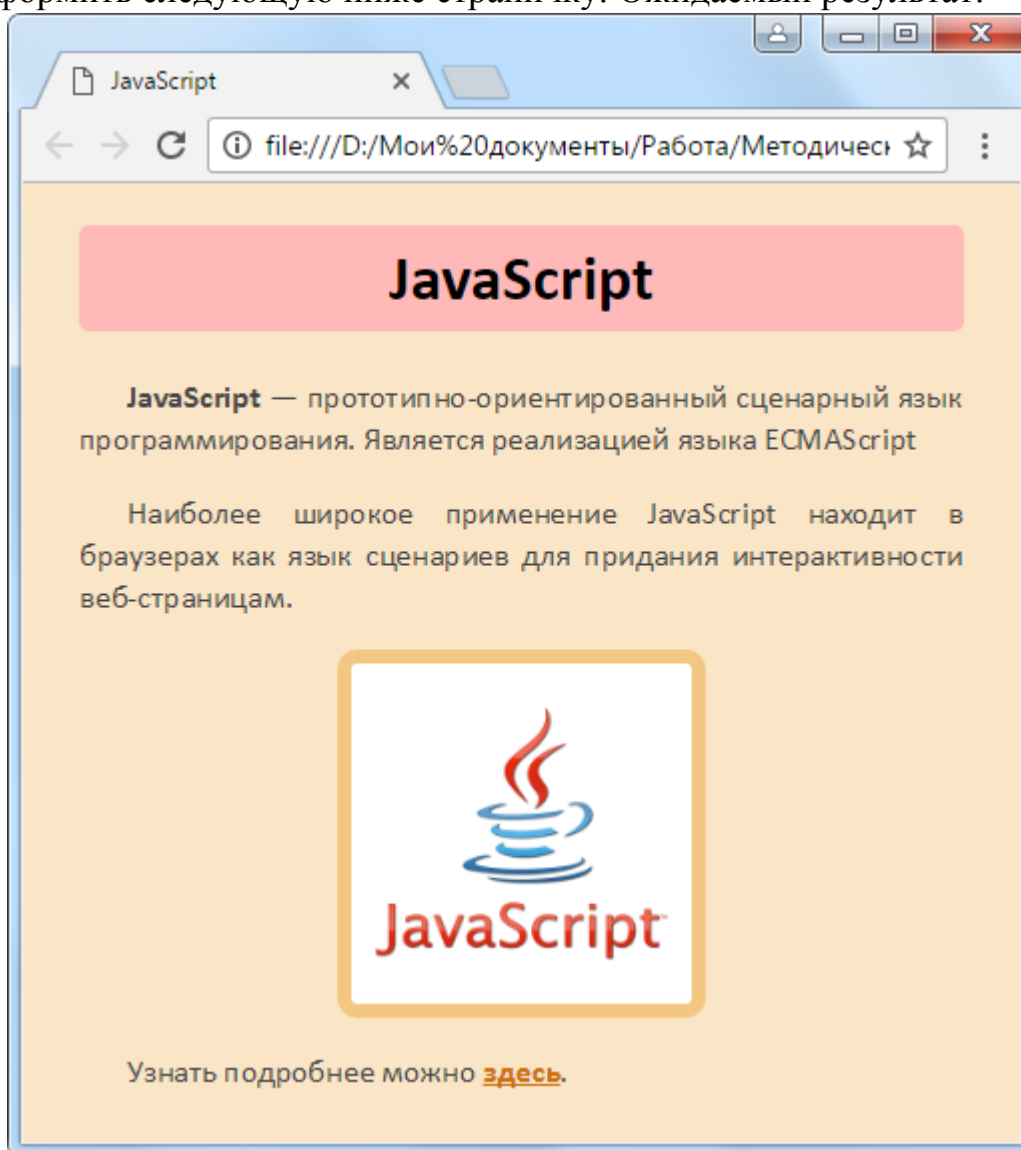 следующую ниже страничку. Ожидаемый результат:
JavaScript
file:///D:/Мои%20документы/Работа/Методическ
JavaScript
JavaScript — прототипно-ориентированный сценарный язык
программирования. Является реализацией языка ECMAScript
Наиболее широкое применение JavaScript находит в
браузерах как язык сценариев для придания интерактивности
веб-страницам.
JavaScript
Узнать подробнее можно здесь.